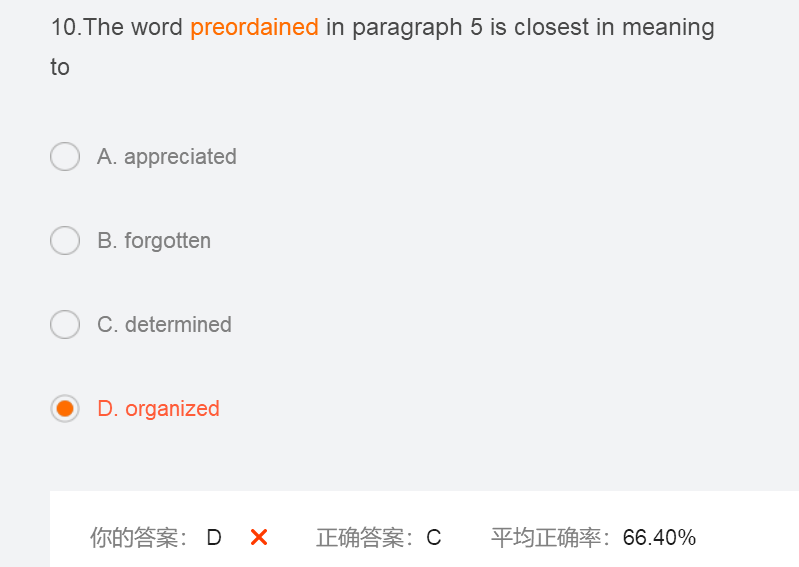 10.The word preordained in paragraph 5 is closest in meaning
to
A. appreciated
B. forgotten
C. determined
D. organized
你的答案： D 正确答案：C 平均正确率：66.40%